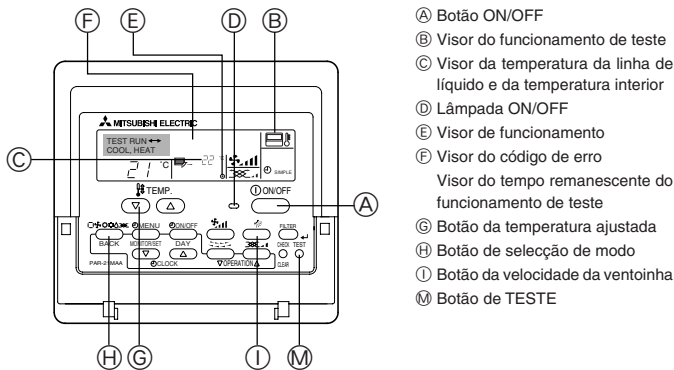 F
E
D
B
MITSUBISHI ELECTRIC
TEST RUN
COOL, HEAT
21 °C
22 °C
SIMPLE
C
TEMP.
ON/OFF
A
MENU
ON/OFF
FILTER
BACK
MONITOR/SET
DAY
CHECK
TEST
PAR-21MAA
CLOCK
OPERATION
CLEAR
H
G
I
M
A Botão ON/OFF
B Visor do funcionamento de teste
C Visor da temperatura da linha de
líquido e da temperatura interior
D Lâmpada ON/OFF
E Visor de funcionamento
F Visor do código de erro
Visor do tempo remanescente do
funcionamento de teste
G Botão da temperatura ajustada
H Botão de selecção de modo
I Botão da velocidade da ventoinha
M Botão de TESTE